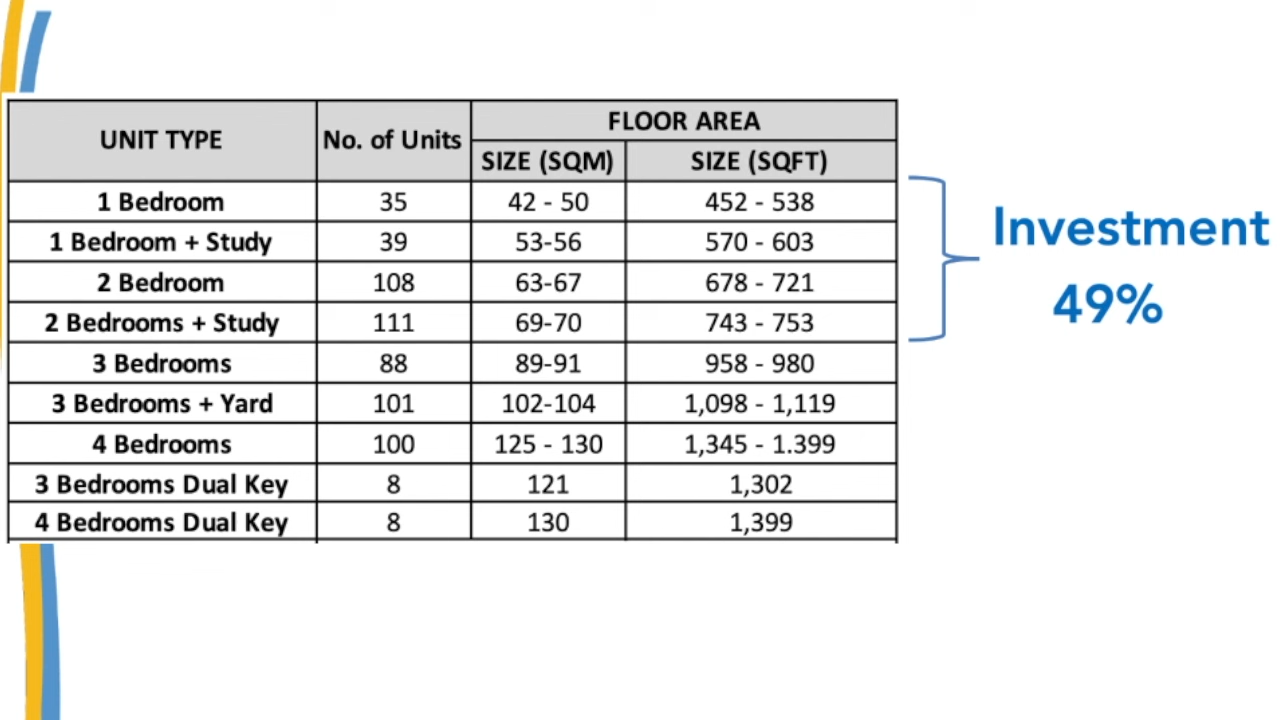 UNIT TYPE No. of Units FLOOR AREA
SIZE (SQM) SIZE (SQFT)
1 Bedroom 35 42 - 50 452 - 538
1 Bedroom + Study 39 53-56 570 - 603
2 Bedroom 108 63-67 678 - 721
2 Bedrooms + Study 111 69-70 743 - 753
3 Bedrooms 88 89-91 958 - 980
3 Bedrooms + Yard 101 102-104 1,098 - 1,119
4 Bedrooms 100 125 - 130 1,345 - 1.399
3 Bedrooms Dual Key 8 121 1,302
4 Bedrooms Dual Key 8 130 1,399
Investment
49%